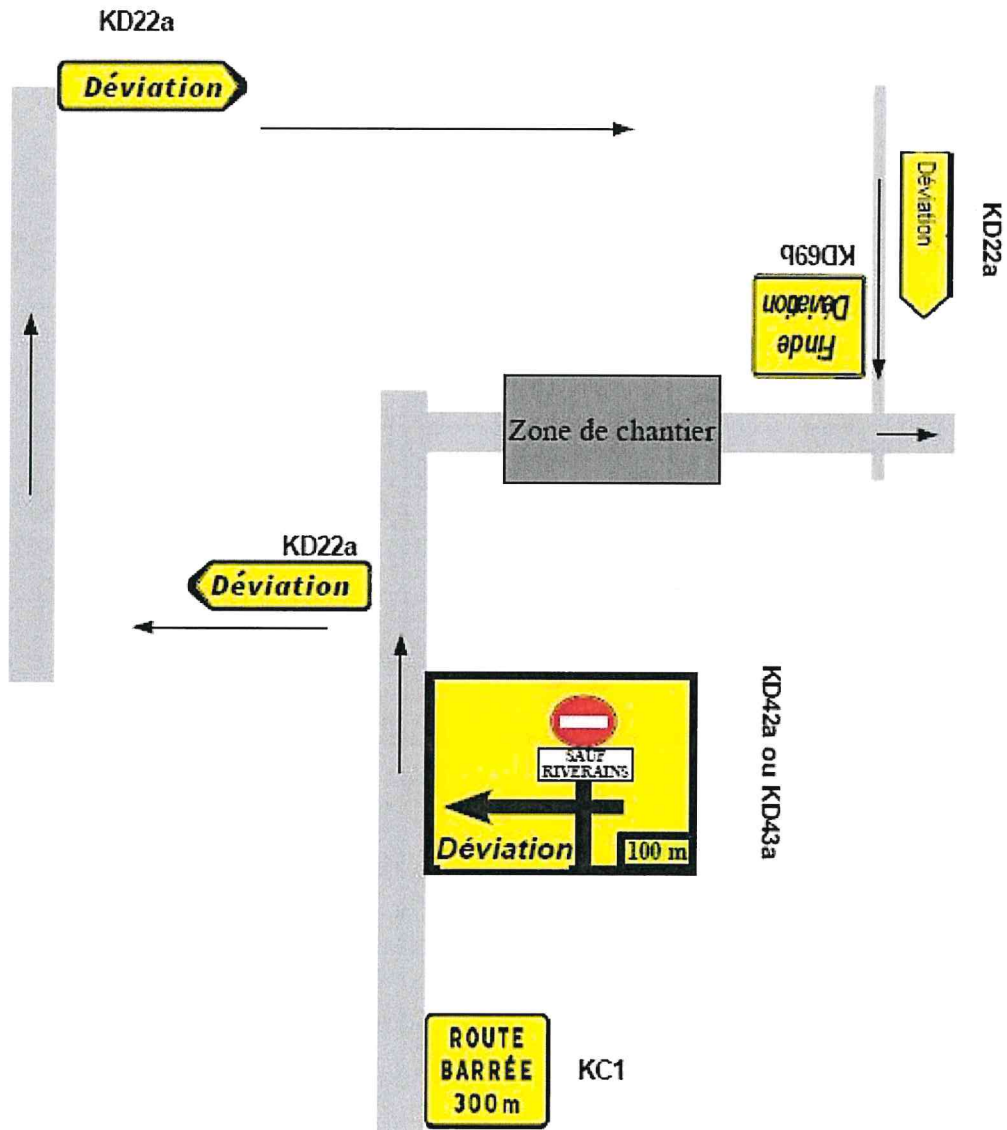 KD22a
Déviation
Déviation
KD22a
KD69b
Fin de
Déviation
Zone de chantier
KD22a
Déviation
SAUF
RIVERAINS
Déviation
100 m
KD42a ou KD43a
ROUTE
BARRÉE
300 m
KC1